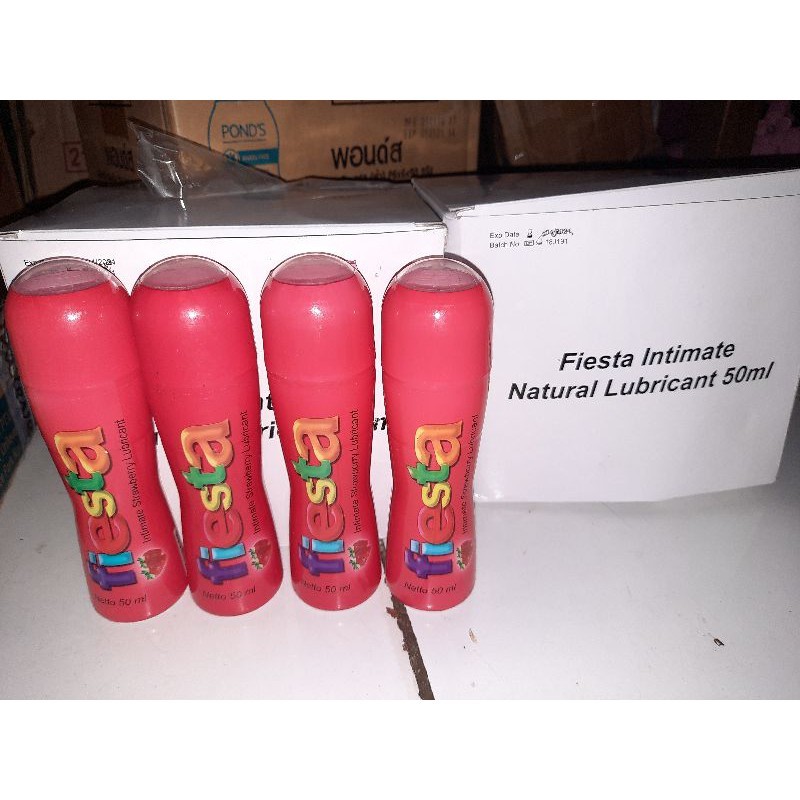 POND'S
พอนด์ส
2
Exp Date
Batch No
18J191
Fiesta Intimate
Natural Lubricant 50ml
fiesta
Intimate Strawberry Lubricant
Netto 50 ml
fiesta
Intimate Strawberry Lubricant
Netto 50 ml
fiesta
Intimate Strawberry Lubricant
Netto 50 ml
fiesta
Intimate Strawberry Lubricant
Netto 50 ml